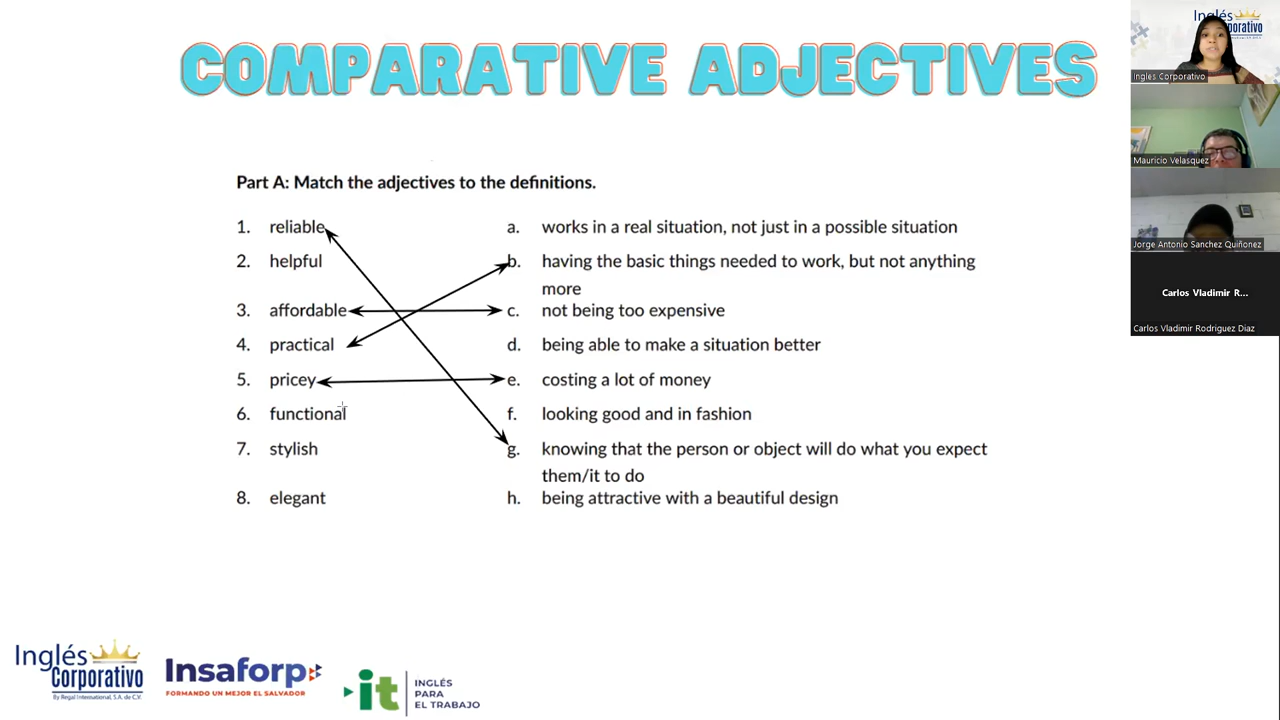 COMPARATIVE ADJECTIVES
Part A: Match the adjectives to the definitions.
1. reliable
2. helpful
3. affordable
4. practical
5. pricey
6. functional
7. stylish
8. elegant
a. works in a real situation, not just in a possible situation
b. having the basic things needed to work, but not anything
more
c. not being too expensive
d. being able to make a situation better
e. costing a lot of money
f. looking good and in fashion
g. knowing that the person or object will do what you expect
them/it to do
h. being attractive with a beautiful design
Inglés
Corporativo
By Regal International, S.A. de C.V.
Insaforp
FORMANDO UN MEJOR EL SALVADOR
it
INGLÉS
PARA
EL TRABAJO
Inglés
Corporativo
Ingles Corporativo
Mauricio Velasquez
Jorge Antonio Sanchez Quiñonez
Carlos Vladimir R...
Carlos Vladimir Rodriguez Diaz